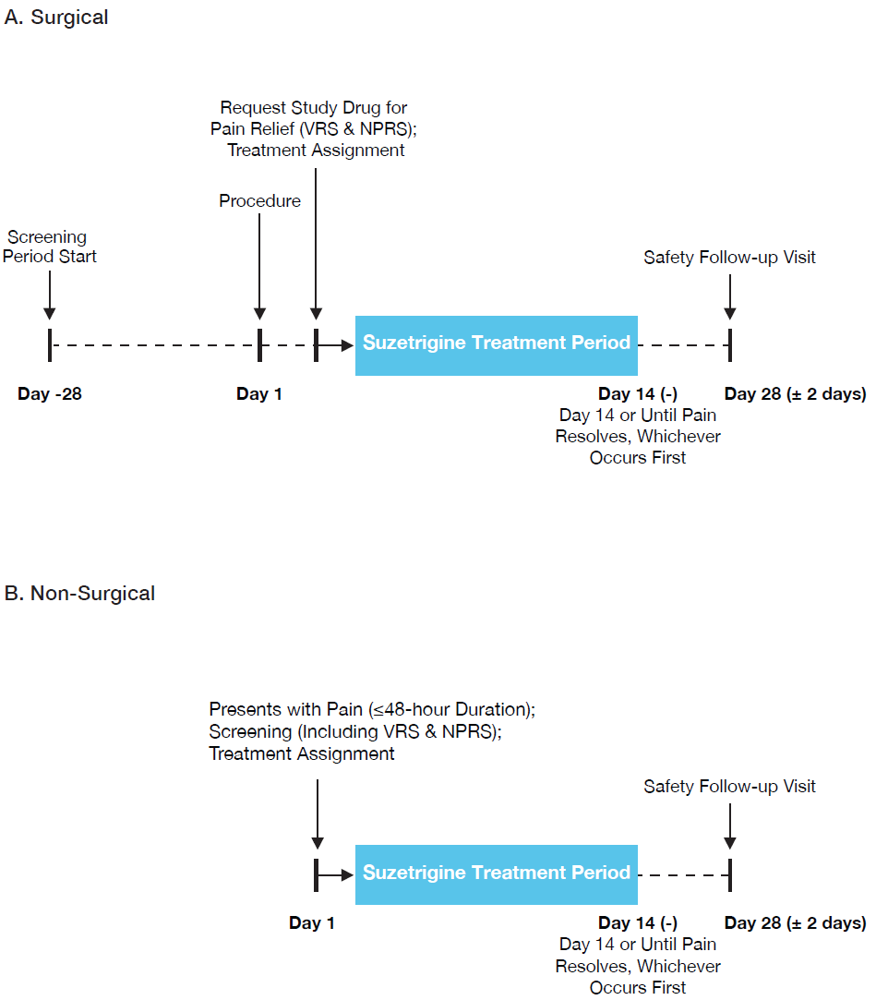 A. Surgical
Request Study Drug for
Pain Relief (VRS & NPRS);
Treatment Assignment
Procedure
Screening
Period Start
Safety Follow-up Visit
Suzetrigine Treatment Period
Day -28
Day 1
Day 14 (-)
Day 14 or Until Pain
Resolves, Whichever
Occurs First
Day 28 (± 2 days)
B. Non-Surgical
Presents with Pain (≤48-hour Duration);
Screening (Including VRS & NPRS);
Treatment Assignment
Safety Follow-up Visit
Suzetrigine Treatment Period
Day 1
Day 14 (-)
Day 14 or Until Pain
Resolves, Whichever
Occurs First
Day 28 (± 2 days)